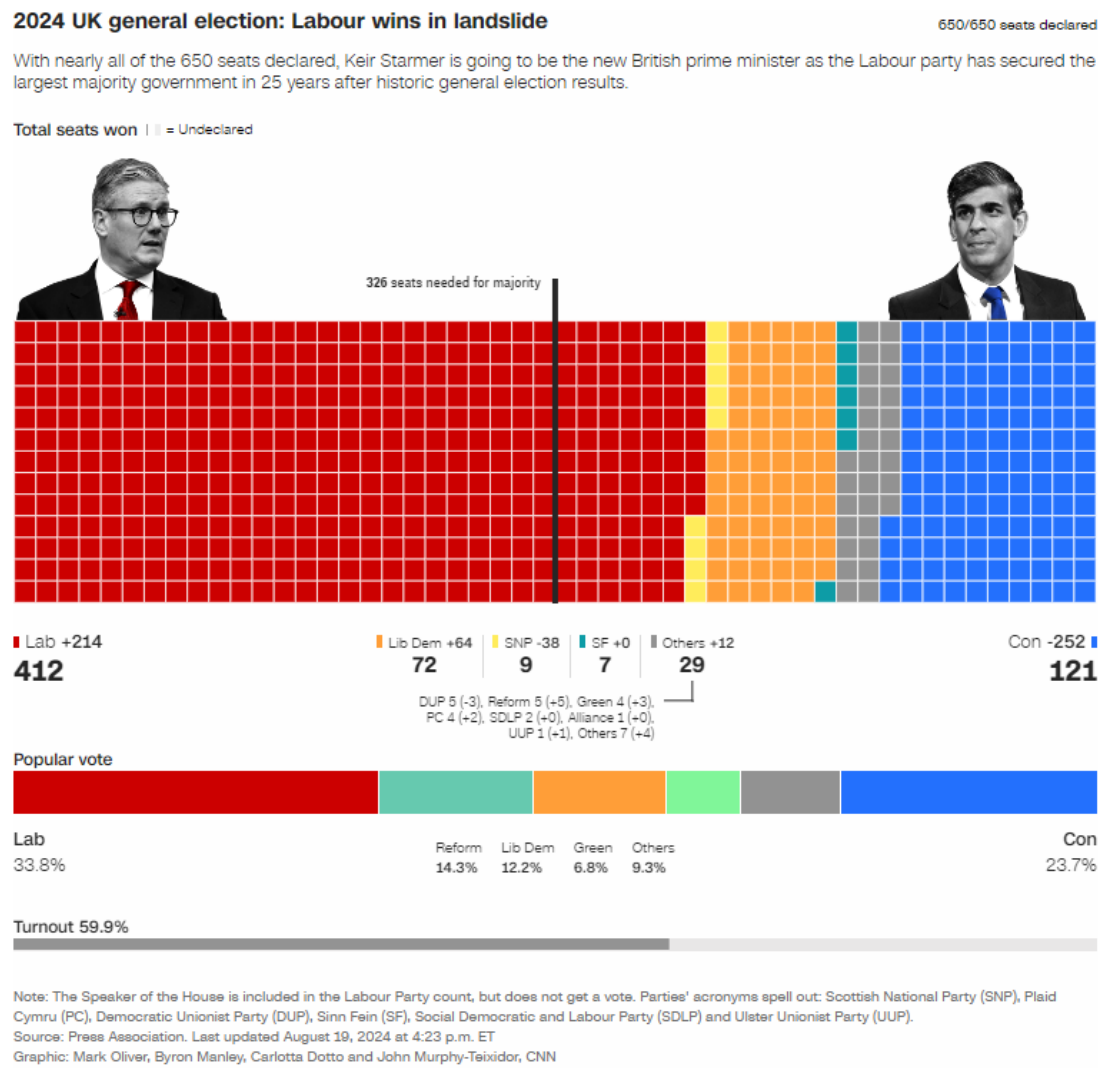 2024 UK general election: Labour wins in landslide
650/650 seats declared
With nearly all of the 650 seats declared, Keir Starmer is going to be the new British prime minister as the Labour party has secured the
largest majority government in 25 years after historic general election results.
Total seats won | = Undeclared
326 seats needed for majority
Lab +214
412
Lib Dem +64
72
SNP -38
9
SF +0
7
Others +12
29
Con -252
121
DUP 5 (-3), Reform 5 (+5), Green 4 (+3),
PC 4 (+2), SDLP 2 (+0), Alliance 1 (+0),
UUP 1 (+1), Others 7 (+4)
Popular vote
Lab
33.8%
Reform
14.3%
Lib Dem
12.2%
Green
6.8%
Others
9.3%
Con
23.7%
Turnout 59.9%
Note: The Speaker of the House is included in the Labour Party count, but does not get a vote. Parties' acronyms spell out: Scottish National Party (SNP), Plaid
Cymru (PC), Democratic Unionist Party (DUP), Sinn Fein (SF), Social Democratic and Labour Party (SDLP) and Ulster Unionist Party (UUP).
Source: Press Association. Last updated August 19, 2024 at 4:23 p.m. ET
Graphic: Mark Oliver, Byron Manley, Carlotta Dotto and John Murphy-Teixidor, CNN